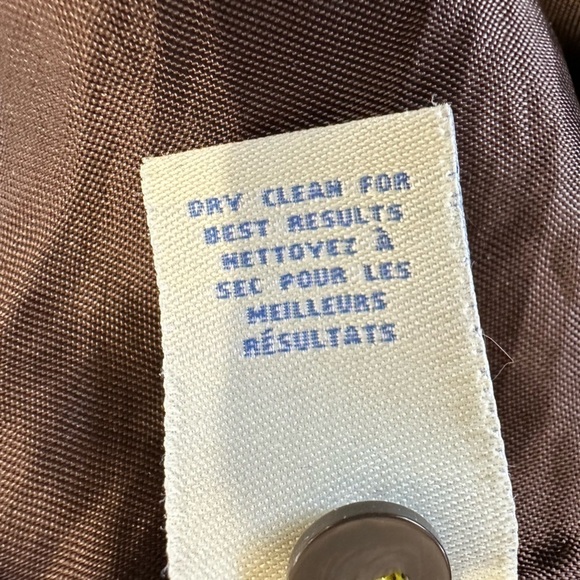 DRY CLEAN FOR
BEST RESULTS
NETTOYEZ À
SEC POUR LES
MEILLEURS
RÉSULTATS